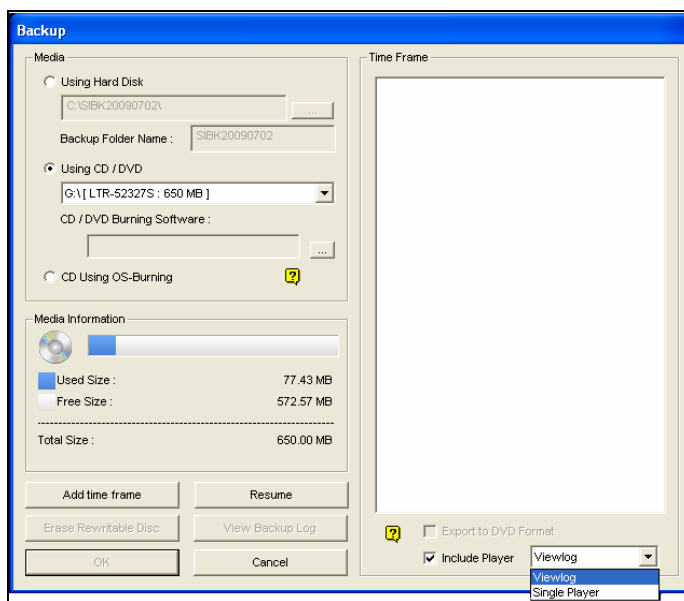 Backup
Media
Using Hard Disk
C:\SIBK20090702\
...
Backup Folder Name :
SIBK20090702
Using CD / DVD
G:\ [ LTR-52327S : 650 MB ]
CD / DVD Burning Software :
...
CD Using OS-Burning
?
Media Information
Used Size :
77.43 MB
Free Size :
572.57 MB
Total Size :
650.00 MB
Add time frame
Resume
Erase Rewritable Disc
View Backup Log
OK
Cancel
Time Frame
?
Export to DVD Format
Include Player
Viewlog
Viewlog
Single Player